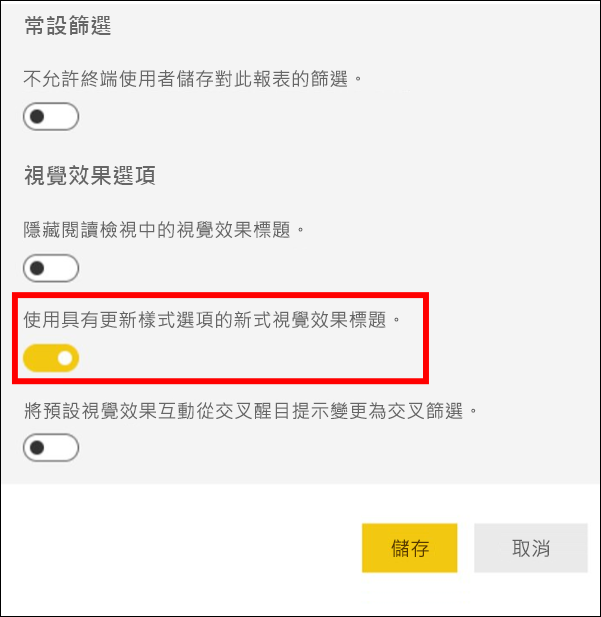 常設篩選
不允許終端使用者儲存對此報表的篩選。
視覺效果選項
隱藏閱讀檢視中的視覺效果標題。
使用具有更新樣式選項的新式視覺效果標題。
將預設視覺效果互動從交叉醒目提示變更為交叉篩選。
儲存
取消